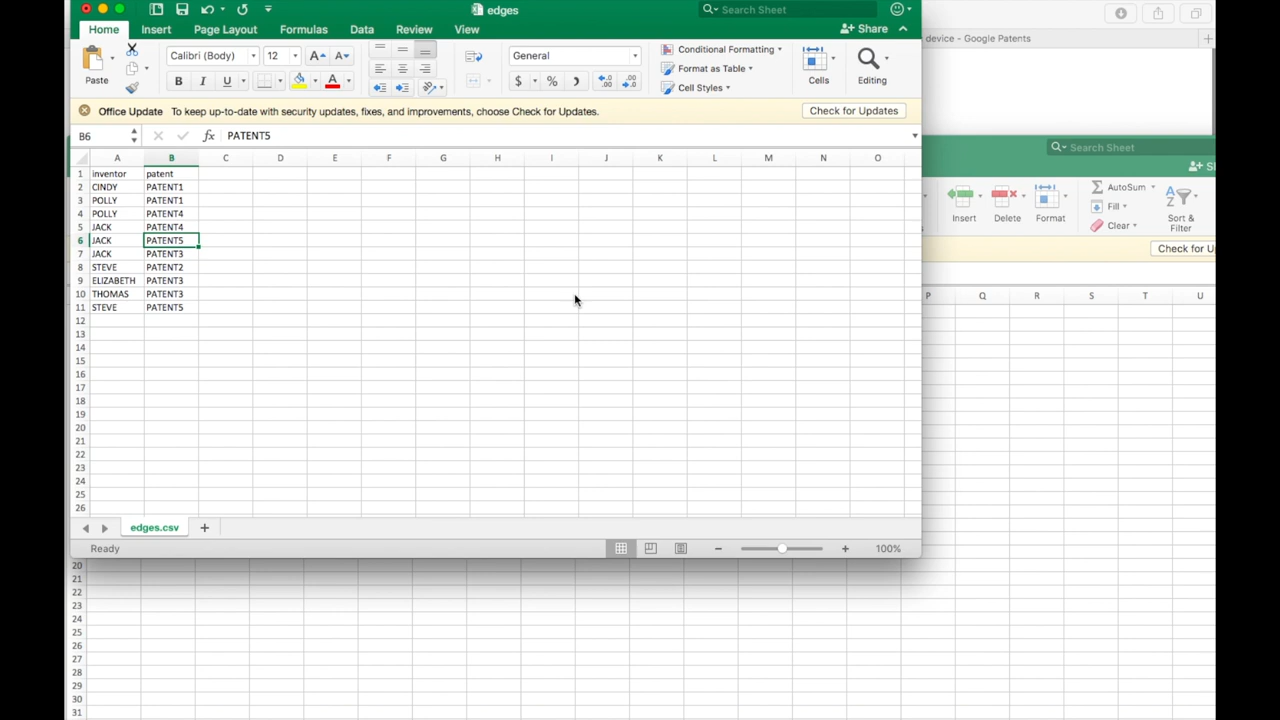 edges
Search Sheet
Home Insert Page Layout Formulas Data Review View
Share
device - Google Patents
Paste
Calibri (Body) 12
A A
B I U A
General
$ % ,
Conditional Formatting
Format as Table
Cell Styles
Cells
Editing
Office Update To keep up-to-date with security updates, fixes, and improvements, choose Check for Updates.
Check for Updates
B6 fx PATENT5
Search Sheet
Insert Delete Format
AutoSum
Fill
Clear
Sort &
Filter
Check for
P Q R S T U
A B C D E F G H I J K L M N O
1 inventor patent
2 CINDY PATENT1
3 POLLY PATENT1
4 POLLY PATENT4
5 JACK PATENT4
6 JACK PATENT5
7 JACK PATENT3
8 STEVE PATENT2
9 ELIZABETH PATENT3
10 THOMAS PATENT3
11 STEVE PATENT5
12
13
14
15
16
17
18
19
20
21
22
23
24
25
26
edges.csv
Ready
100%
20
21
22
23
24
25
26
27
28
29
30
31